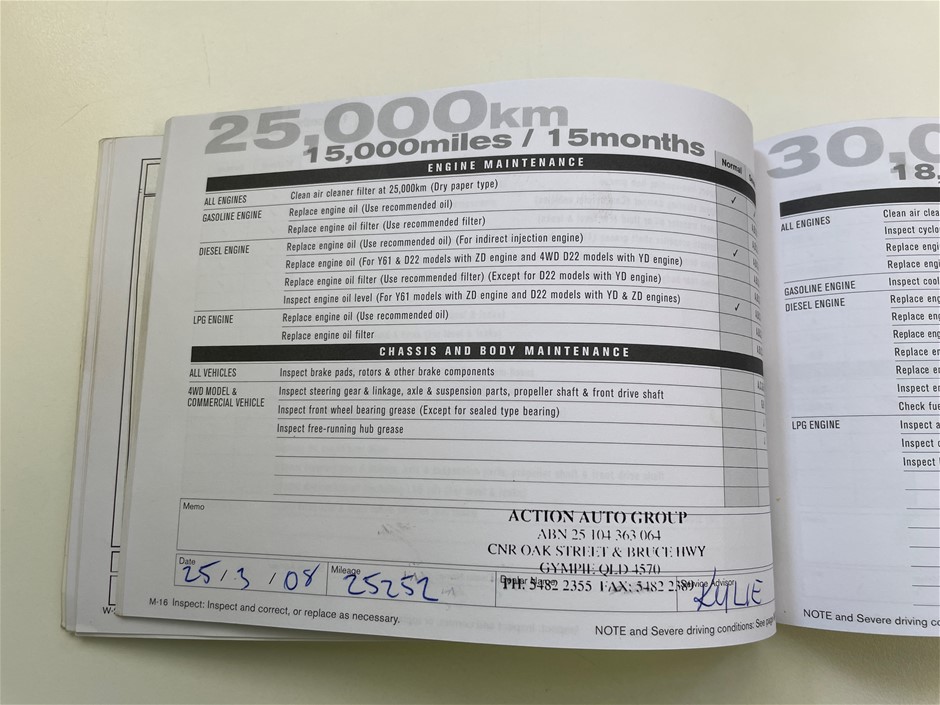 25,000km
15,000miles / 15months
ENGINE MAINTENANCE
Normal
ALL ENGINES
Clean air cleaner filter at 25,000km (Dry paper type)
✓
GASOLINE ENGINE
Replace engine oil (Use recommended oil)
Replace engine oil filter (Use recommended filter)
DIESEL ENGINE
Replace engine oil (Use recommended oil) (For indirect injection engine)
✓
Replace engine oil (For Y61 & D22 models with ZD engine and 4WD D22 models with YD engine)
Replace engine oil filter (Use recommended filter) (Except for D22 models with YD engine)
Inspect engine oil level (For Y61 models with ZD engine and D22 models with YD & ZD engines)
✓
LPG ENGINE
Replace engine oil (Use recommended oil)
Replace engine oil filter
CHASSIS AND BODY MAINTENANCE
ALL VEHICLES
Inspect brake pads, rotors & other brake components
4WD MODEL &
COMMERCIAL VEHICLE
Inspect steering gear & linkage, axle & suspension parts, propeller shaft & front drive shaft
Inspect front wheel bearing grease (Except for sealed type bearing)
Inspect free-running hub grease
Memo
ACTION AUTO GROUP
ABN 25 104 363 064
CNR OAK STREET & BRUCE HWY
GYMPIE QLD 4570
PH: 5482 2355 FAX: 5482 2389
Date
25/3/08
Mileage
25252
Dealer Name
Service Advisor
KYLIE
M-16 Inspect: Inspect and correct, or replace as necessary.
NOTE and Severe driving conditions: See
30,0
18,
ALL ENGINES
Clean air clea
Inspect cyclo
Replace engi
Replace engi
GASOLINE ENGINE
Inspect cool
DIESEL ENGINE
Replace eng
Replace eng
Replace eng
Replace er
Replace e
Inspect e
Check fue
LPG ENGINE
Inspect a
Inspect c
Inspect
NOTE and Severe driving co